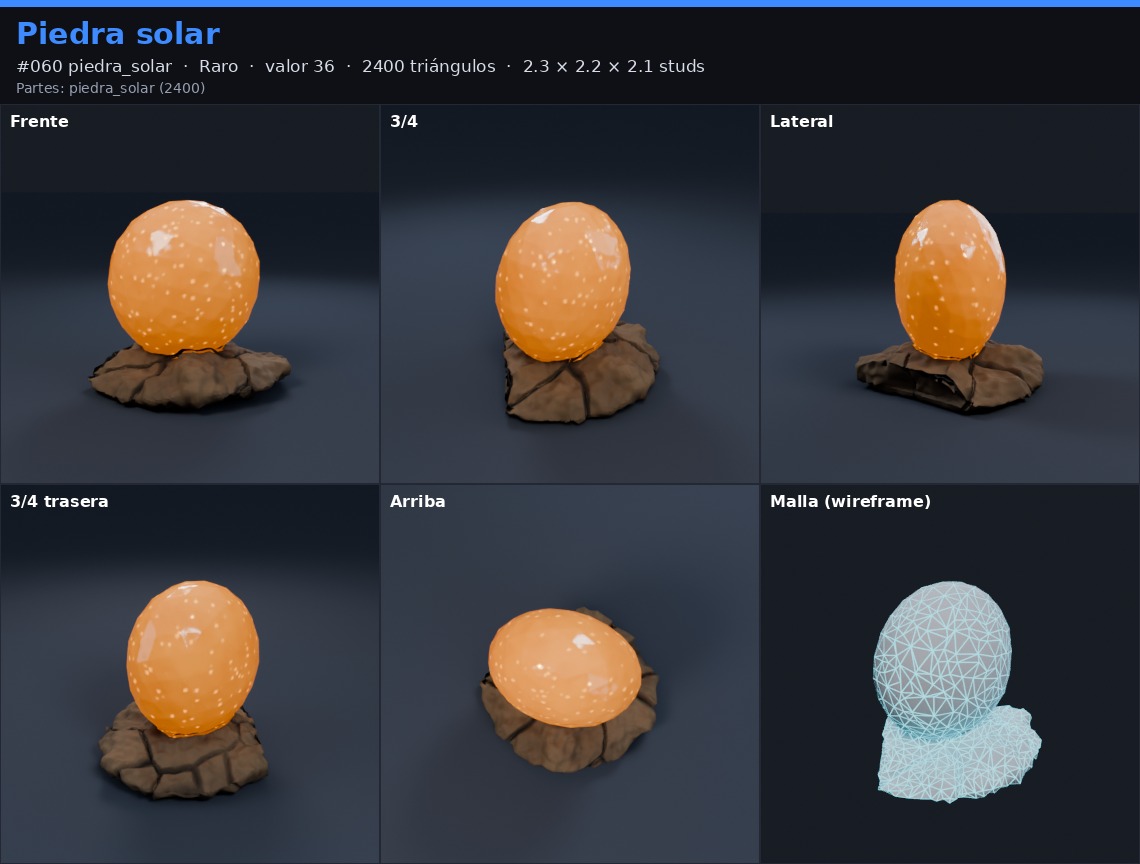 Piedra solar
#060 piedra_solar · Raro · valor 36 · 2400 triángulos · 2.3 × 2.2 × 2.1 studs
Partes: piedra_solar (2400)
Frente
3/4
Lateral
3/4 trasera
Arriba
Malla (wireframe)